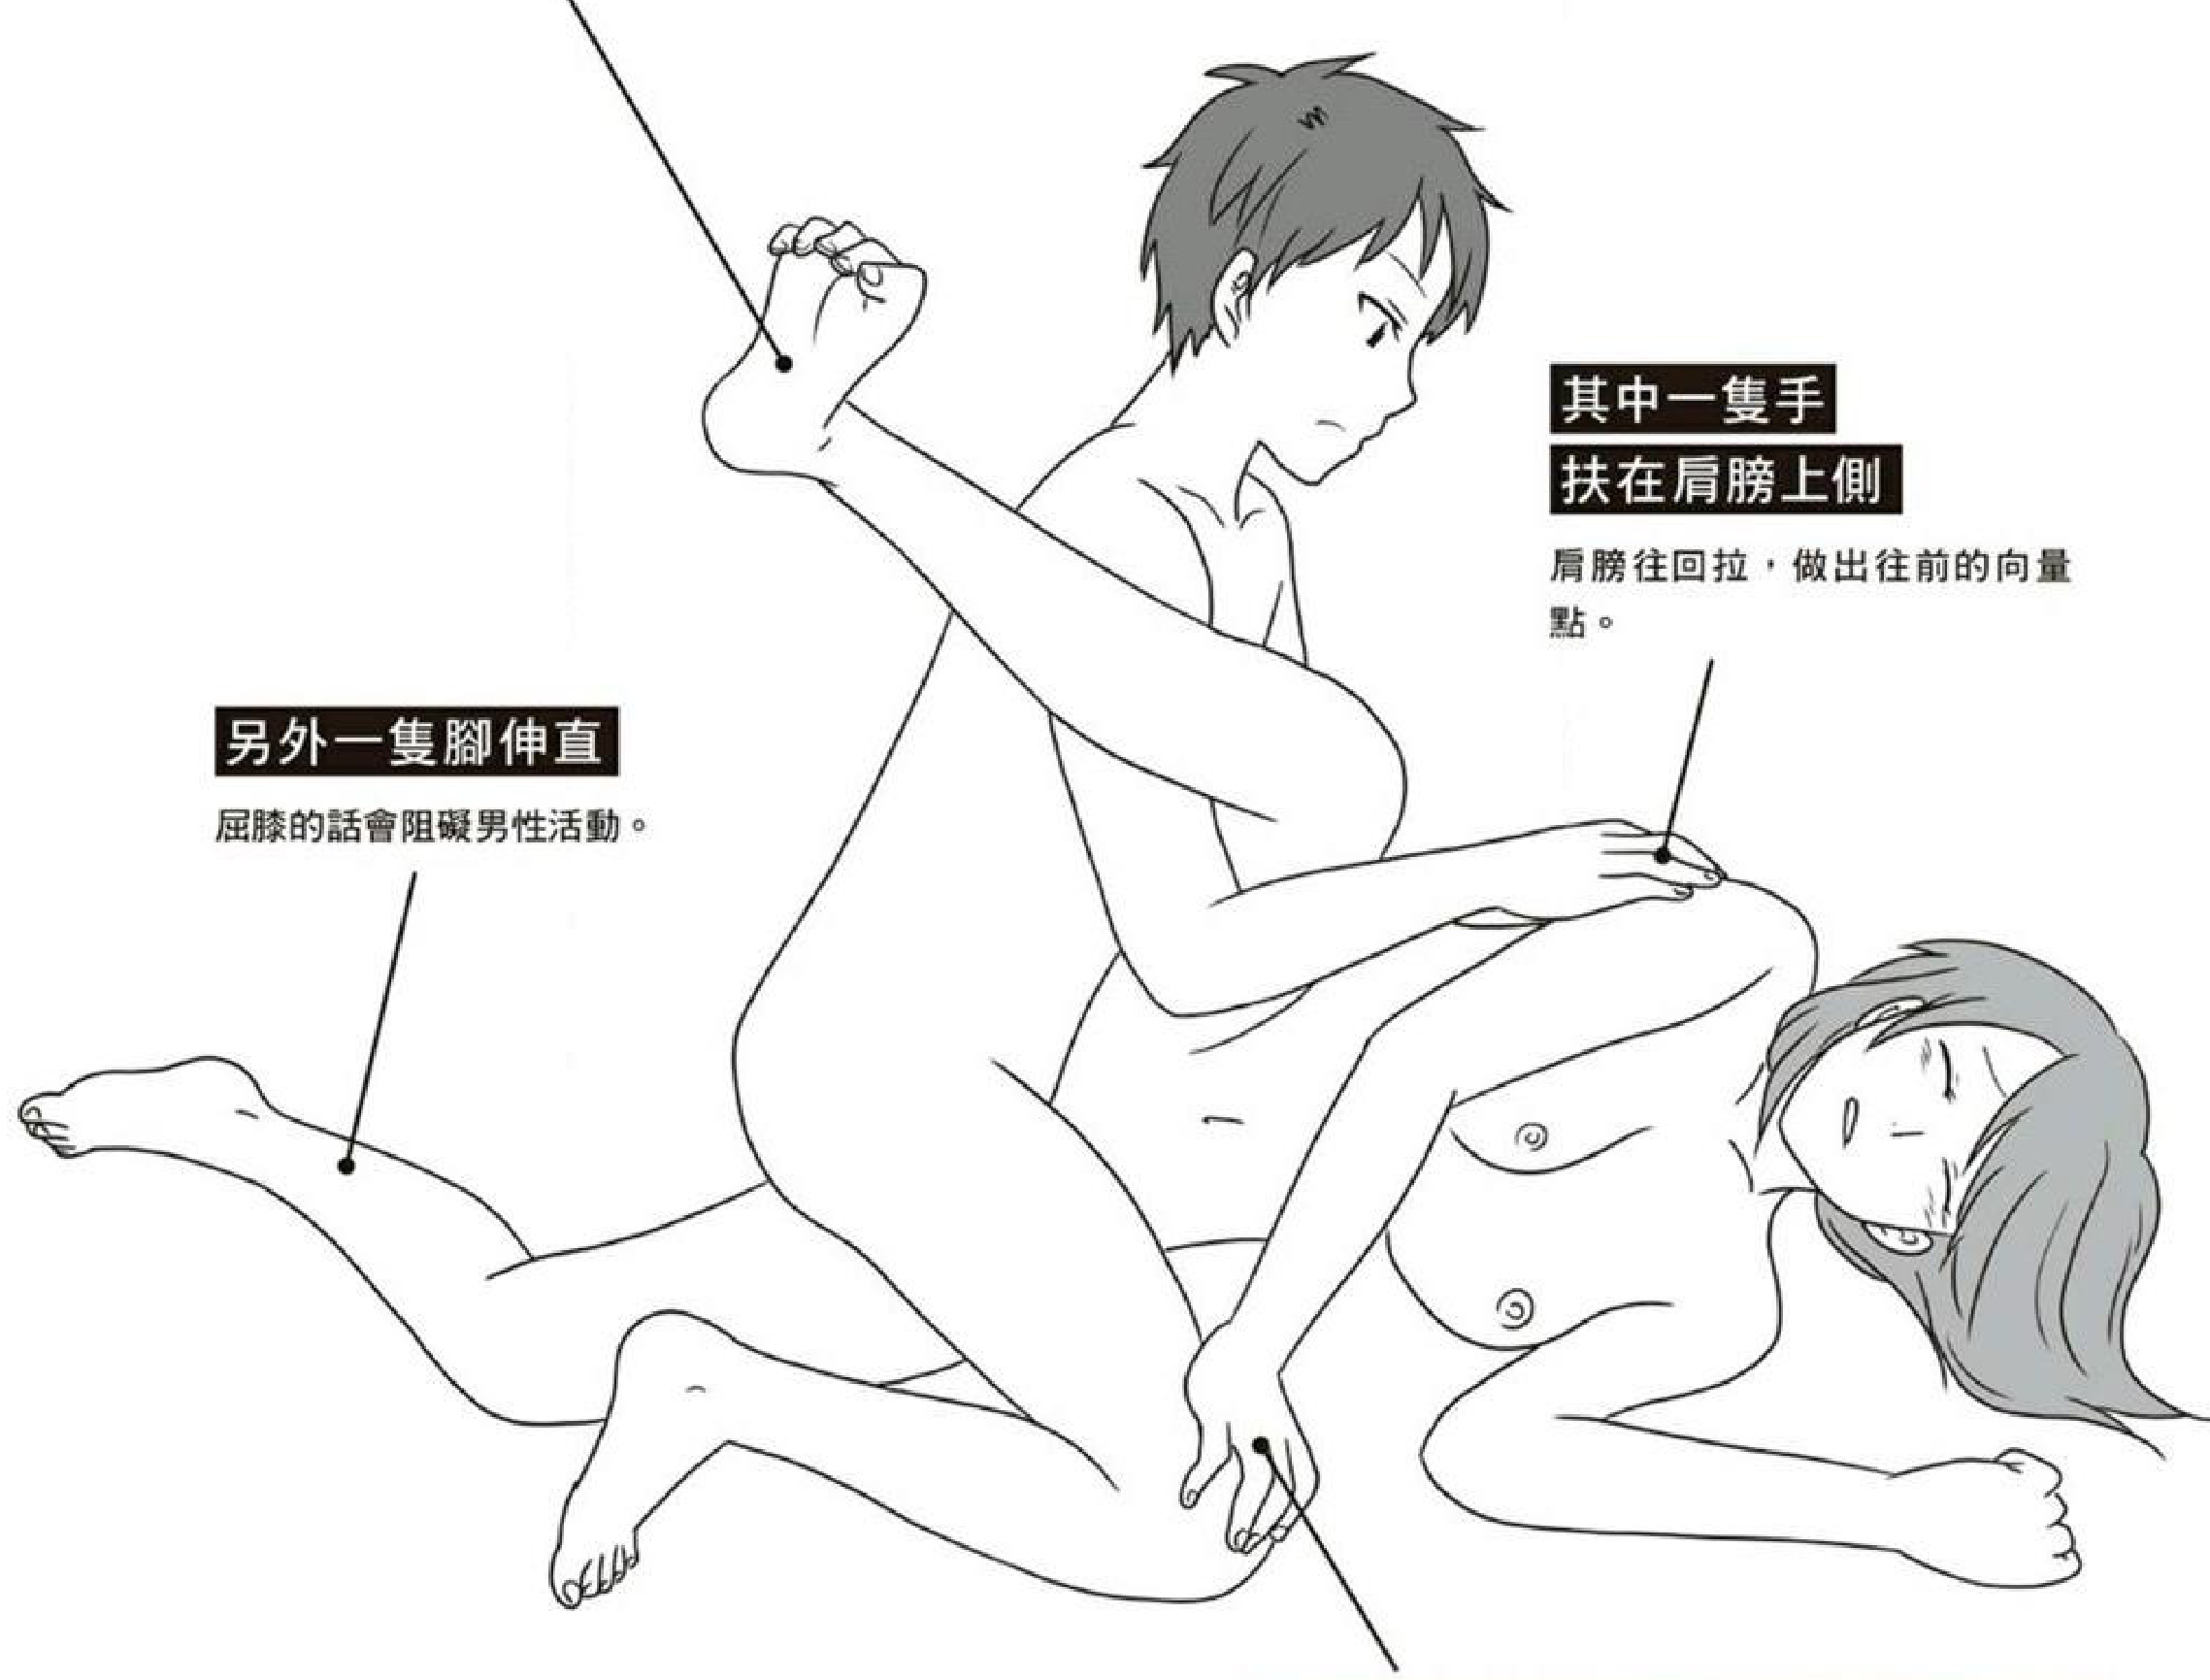 其中一隻手
扶在肩膀上側
肩膀往回拉，做出往前的向量
點。
另外一隻腳伸直
屈膝的話會阻礙男性活動。